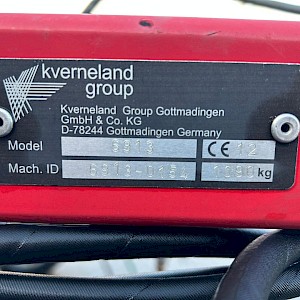 kverneland
group
Kverneland Group Gottmadingen
GmbH & Co. KG
D-78244 Gottmadingen Germany
Model CE 12
Mach. ID kg